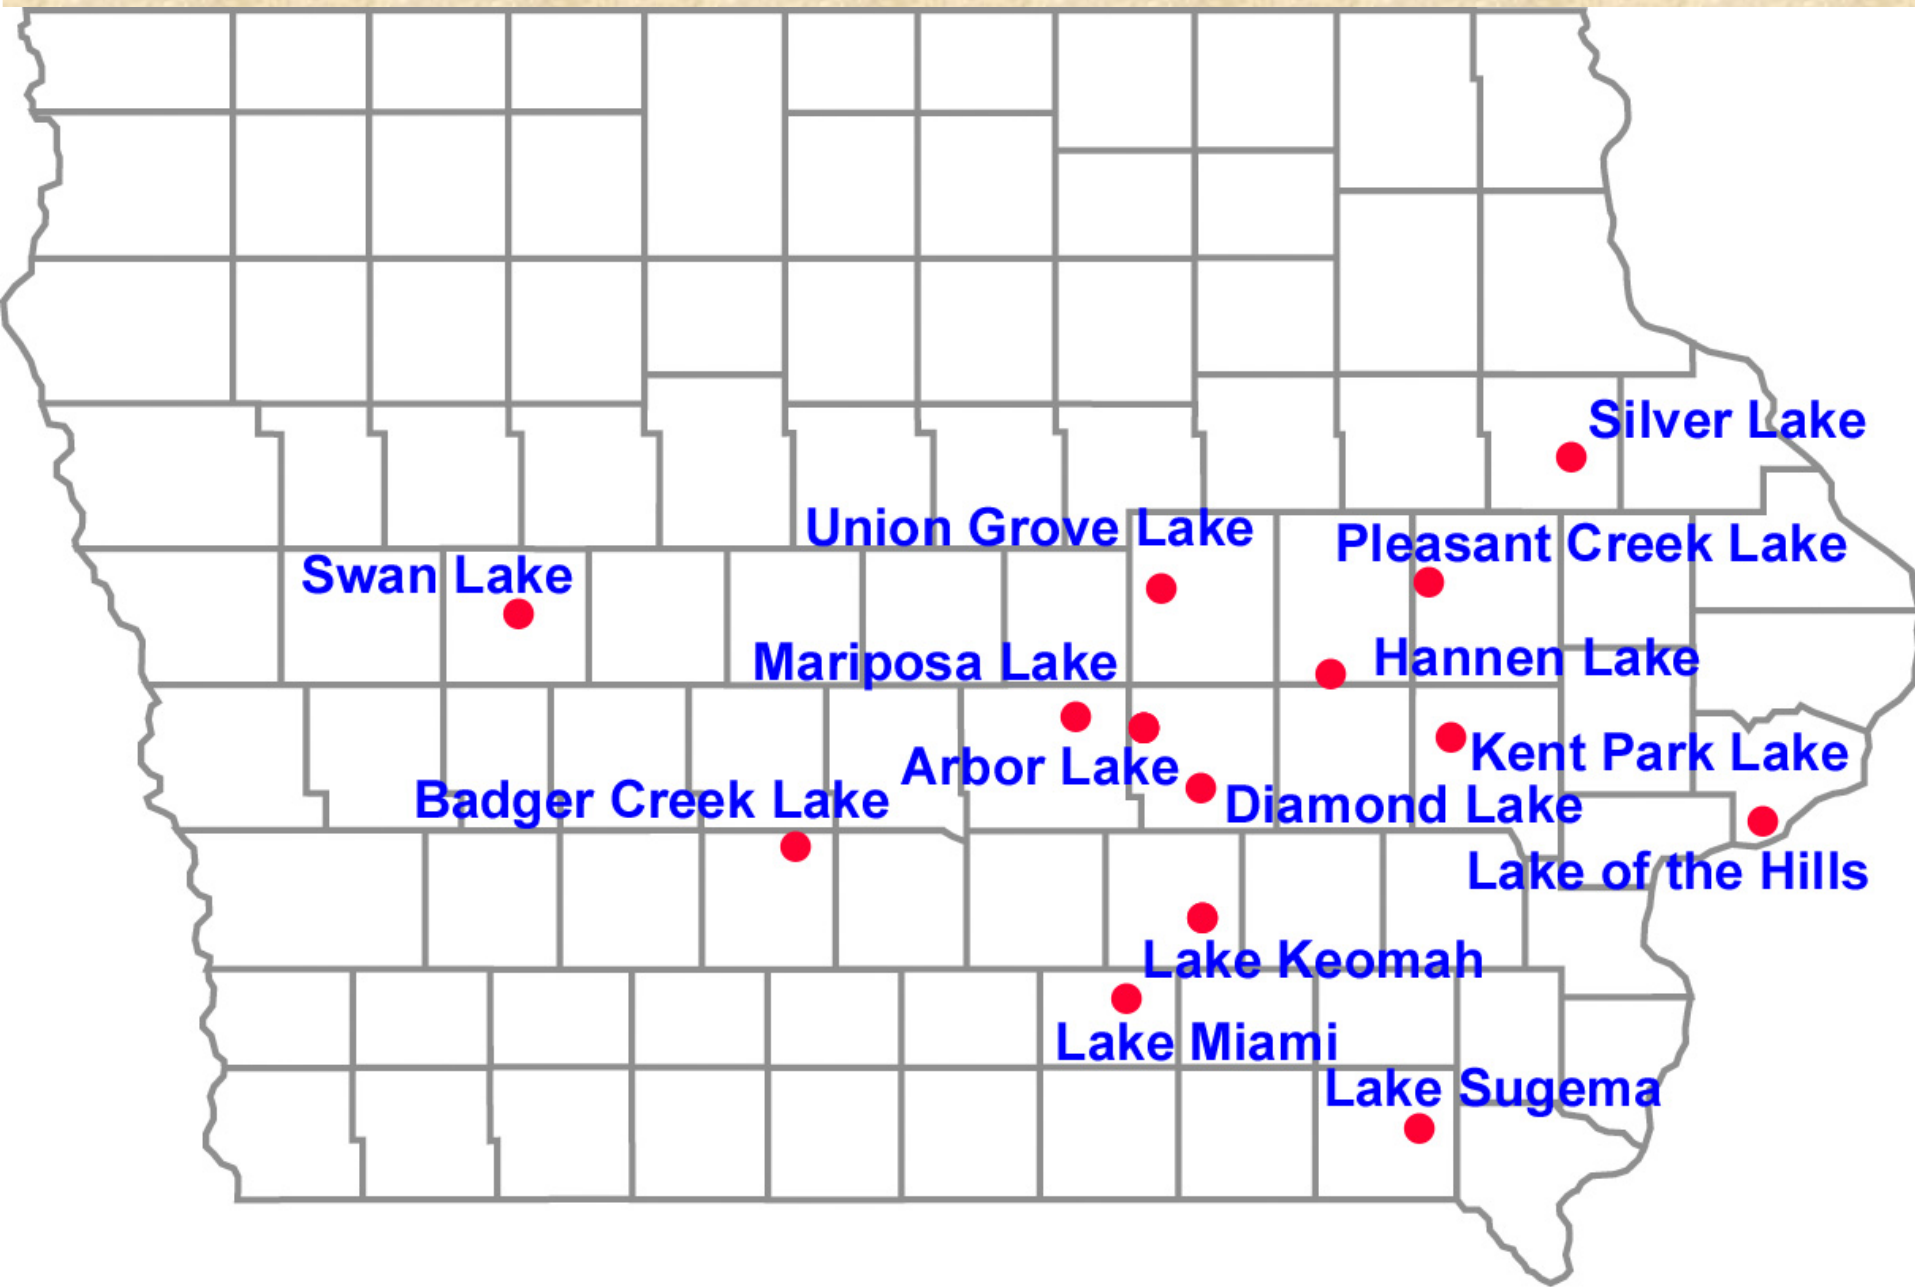 Silver Lake
Union Grove Lake
Pleasant Creek Lake
Swan Lake
Mariposa Lake
Hannen Lake
Arbor Lake
Kent Park Lake
Badger Creek Lake
Diamond Lake
Lake of the Hills
Lake Keomah
Lake Miami
Lake Sugema